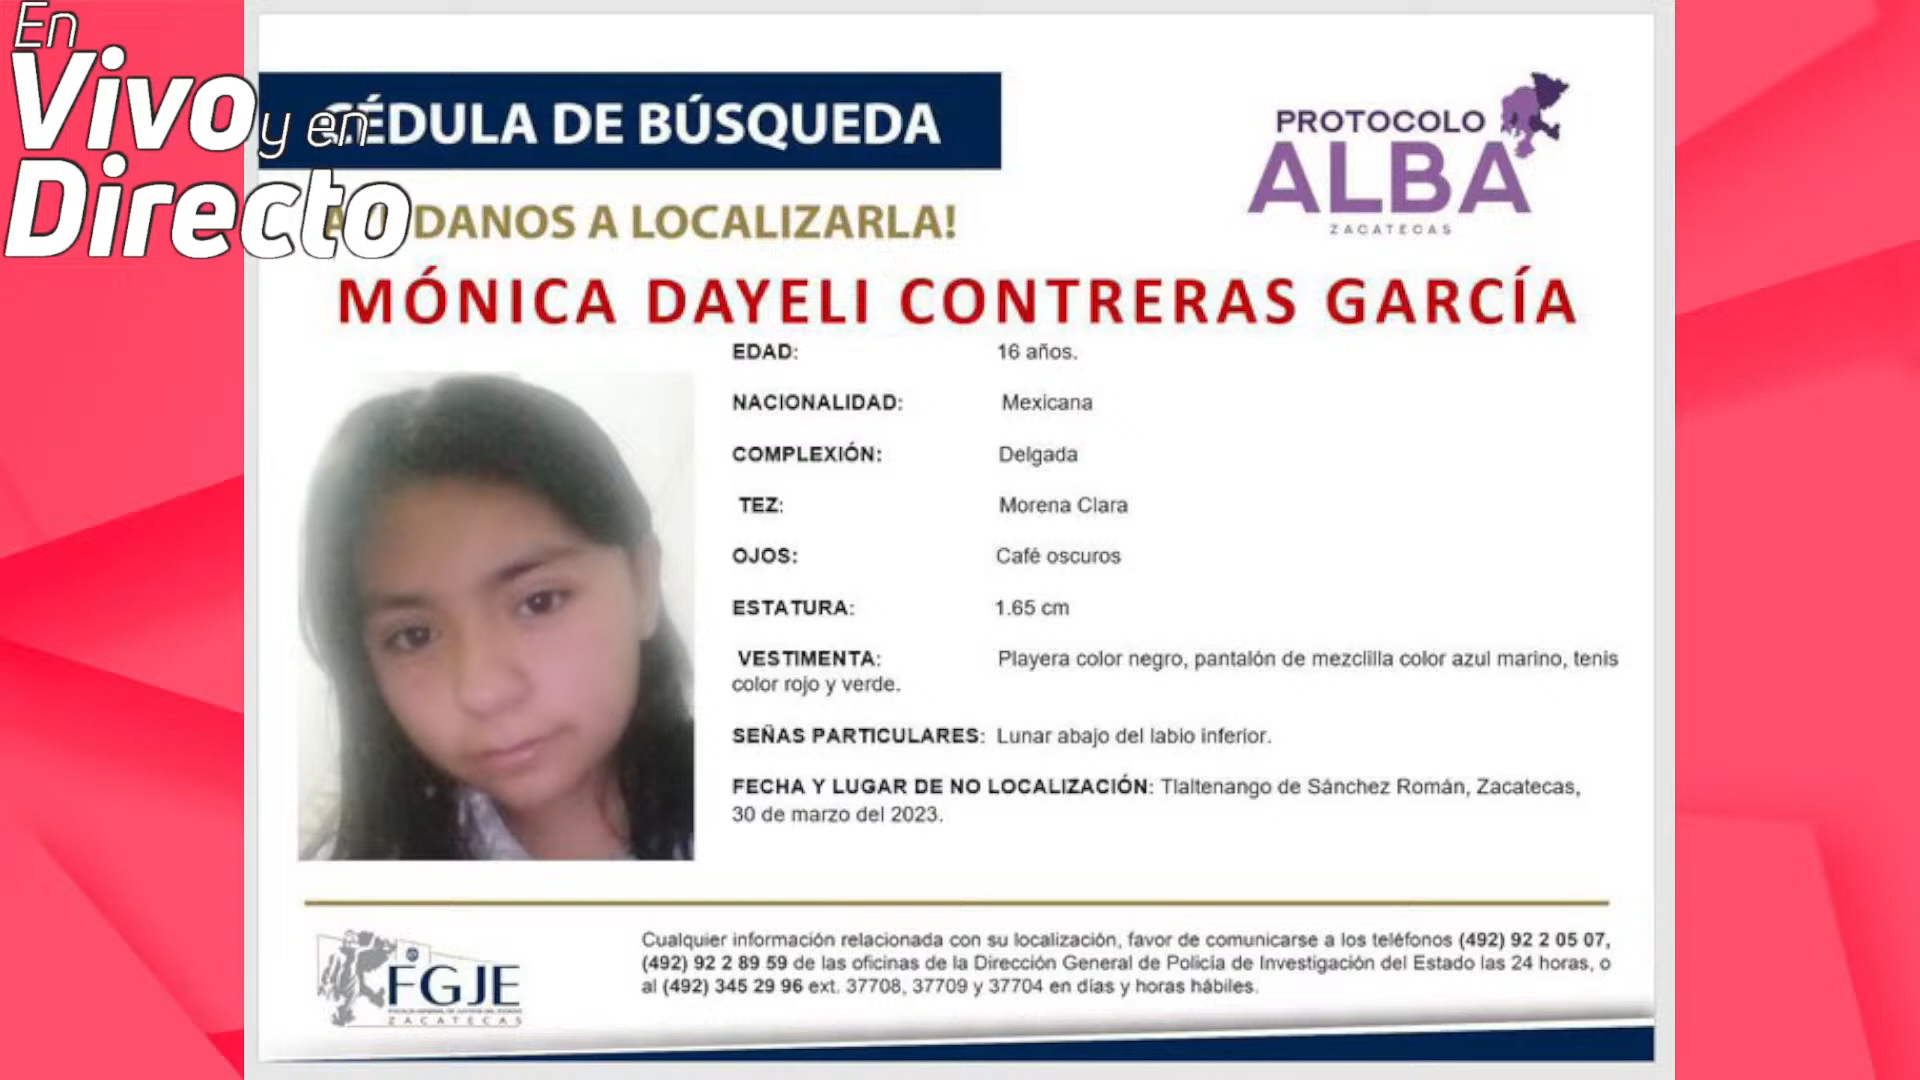 En
Vivo y en
Directo
CÉDULA DE BÚSQUEDA
DANOS A LOCALIZARLA!
PROTOCOLO
ALBA
ZACATECAS
MÓNICA DAYELI CONTRERAS GARCÍA
EDAD: 16 años.
NACIONALIDAD: Mexicana
COMPLEXIÓN: Delgada
TEZ: Morena Clara
OJOS: Café oscuros
ESTATURA: 1.65 cm
VESTIMENTA: Playera color negro, pantalón de mezclilla color azul marino, tenis
color rojo y verde.
SEÑAS PARTICULARES: Lunar abajo del labio inferior.
FECHA Y LUGAR DE NO LOCALIZACIÓN: Tlaltenango de Sánchez Román, Zacatecas,
30 de marzo del 2023.
FGJE
ZACATECAS
Cualquier información relacionada con su localización, favor de comunicarse a los teléfonos (492) 92 2 05 07,
(492) 92 2 89 59 de las oficinas de la Dirección General de Policía de Investigación del Estado las 24 horas, o
al (492) 345 29 96 ext. 37708, 37709 y 37704 en días y horas hábiles.